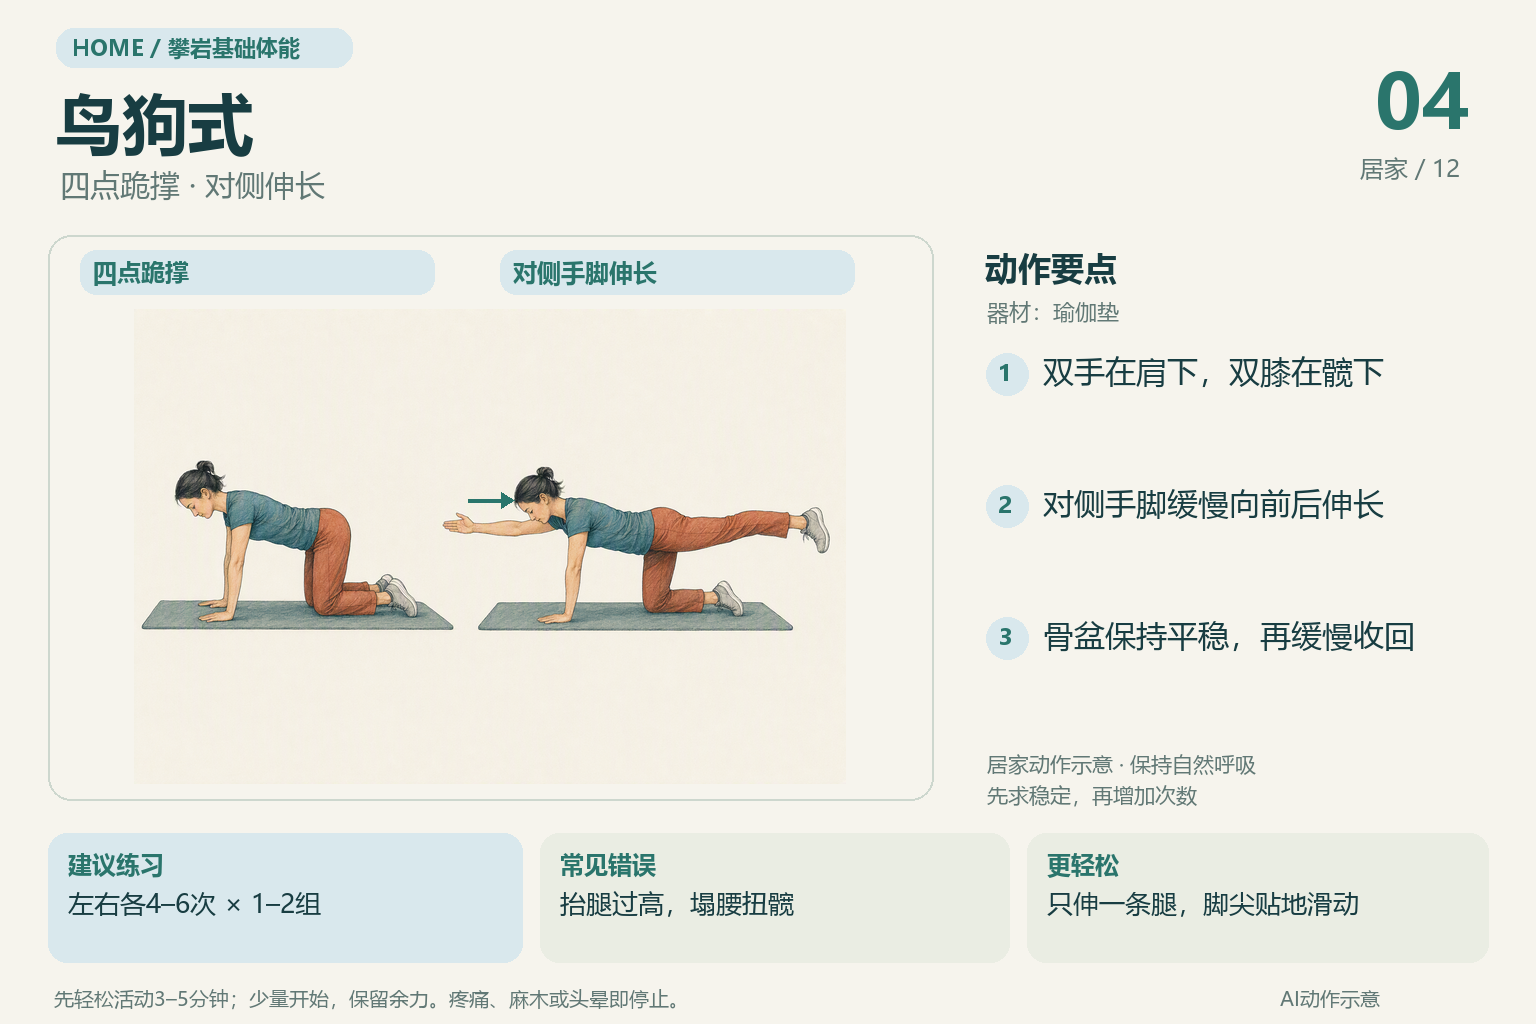 HOME / 攀岩基础体能
鸟狗式
四点跪撑 · 对侧伸长
04
居家 / 12
四点跪撑
对侧手脚伸长
动作要点
器材：瑜伽垫
1 双手在肩下，双膝在髋下
2 对侧手脚缓慢向前后伸长
3 骨盆保持平稳，再缓慢收回
居家动作示意 · 保持自然呼吸
先求稳定，再增加次数
建议练习
左右各4–6次 × 1–2组
常见错误
抬腿过高，塌腰扭髋
更轻松
只伸一条腿，脚尖贴地滑动
先轻松活动3–5分钟；少量开始，保留余力。疼痛、麻木或头晕即停止。
AI动作示意